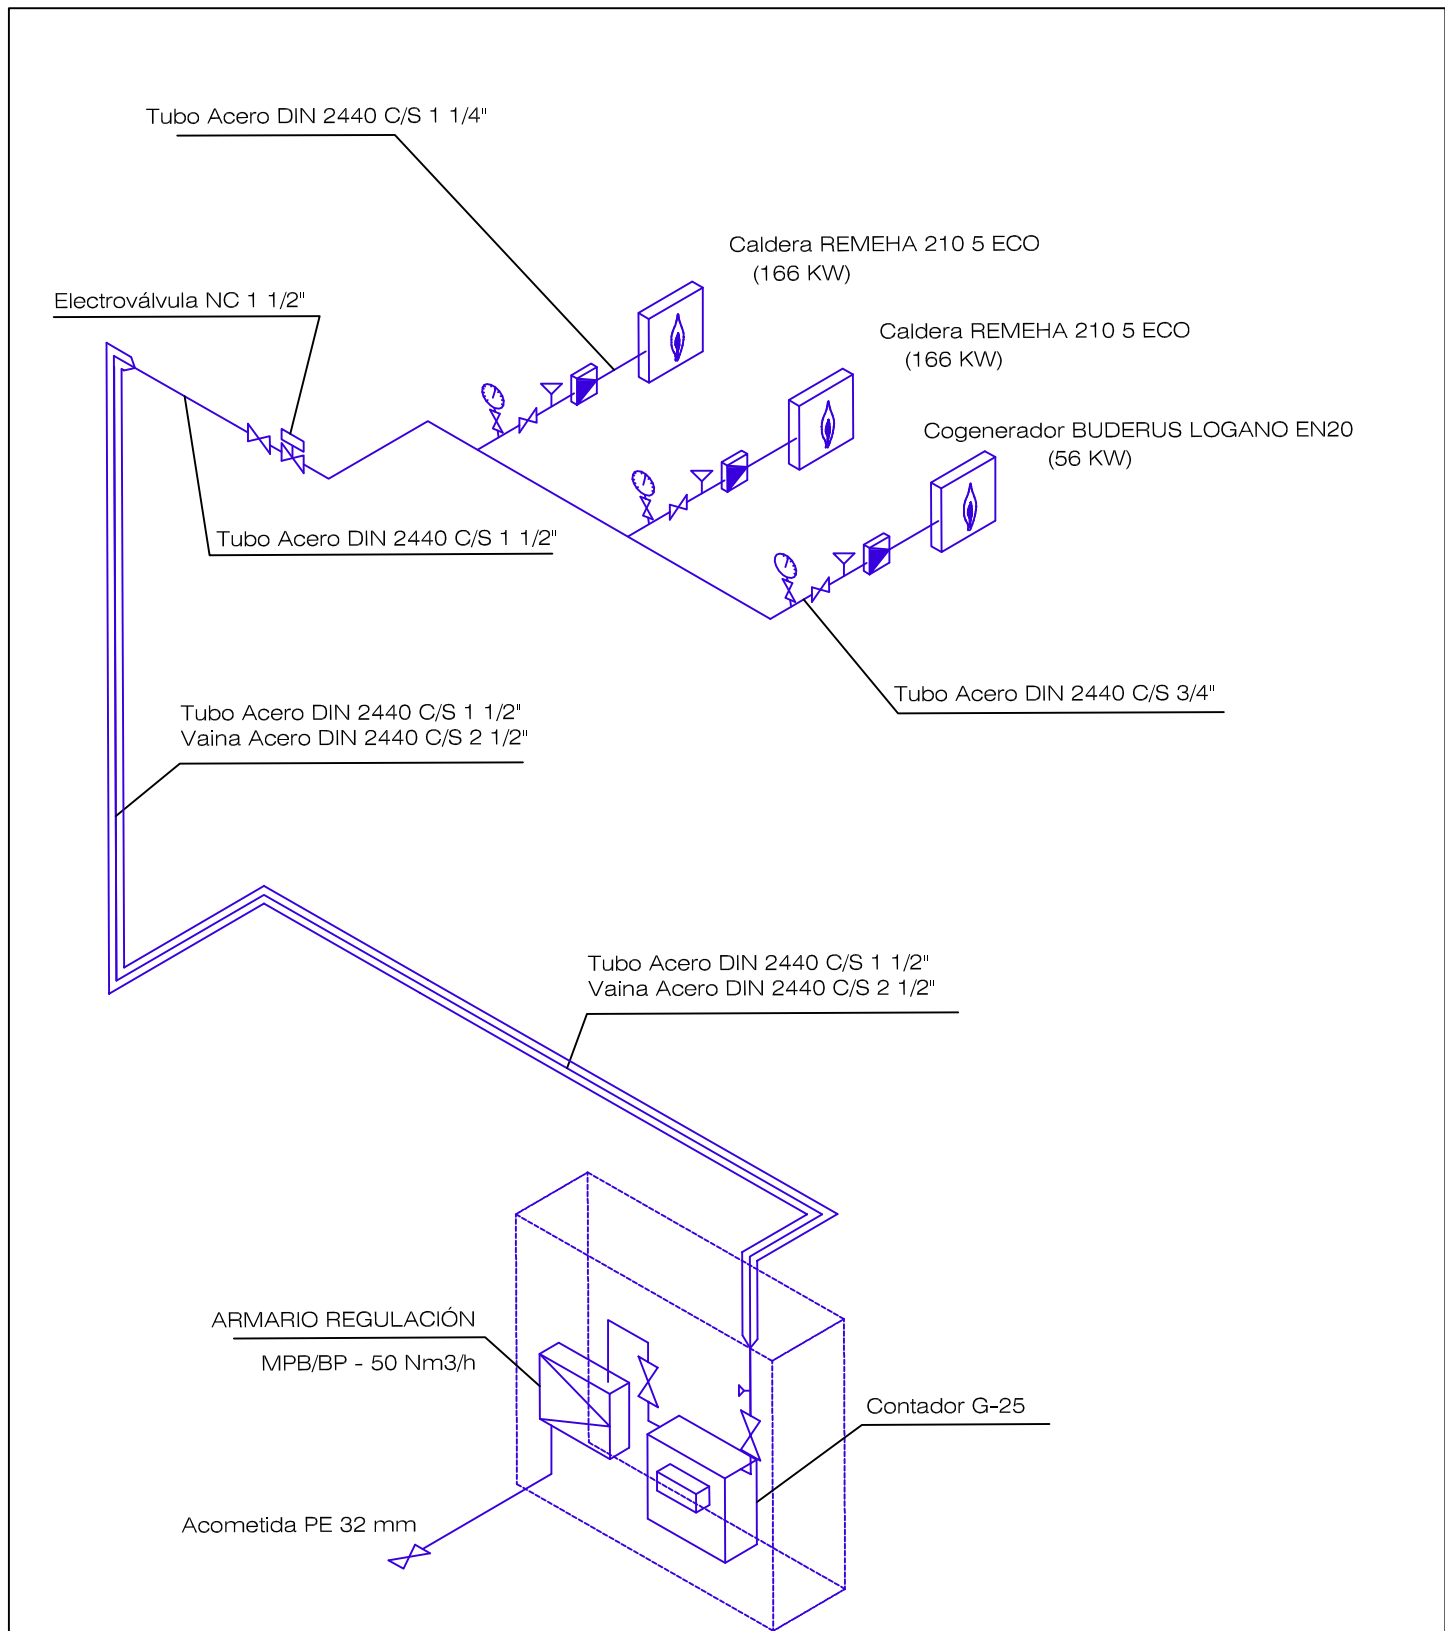 Tubo Acero DIN 2440 C/S 1 1/4"
Caldera REMEHA 210 5 ECO
(166 KW)
Electroválvula NC 1 1/2"
Caldera REMEHA 210 5 ECO
(166 KW)
Cogenerador BUDERUS LOGANO EN20
(56 KW)
Tubo Acero DIN 2440 C/S 1 1/2"
Tubo Acero DIN 2440 C/S 3/4"
Tubo Acero DIN 2440 C/S 1 1/2"
Vaina Acero DIN 2440 C/S 2 1/2"
Tubo Acero DIN 2440 C/S 1 1/2"
Vaina Acero DIN 2440 C/S 2 1/2"
ARMARIO REGULACIÓN
MPB/BP - 50 Nm3/h
Contador G-25
Acometida PE 32 mm